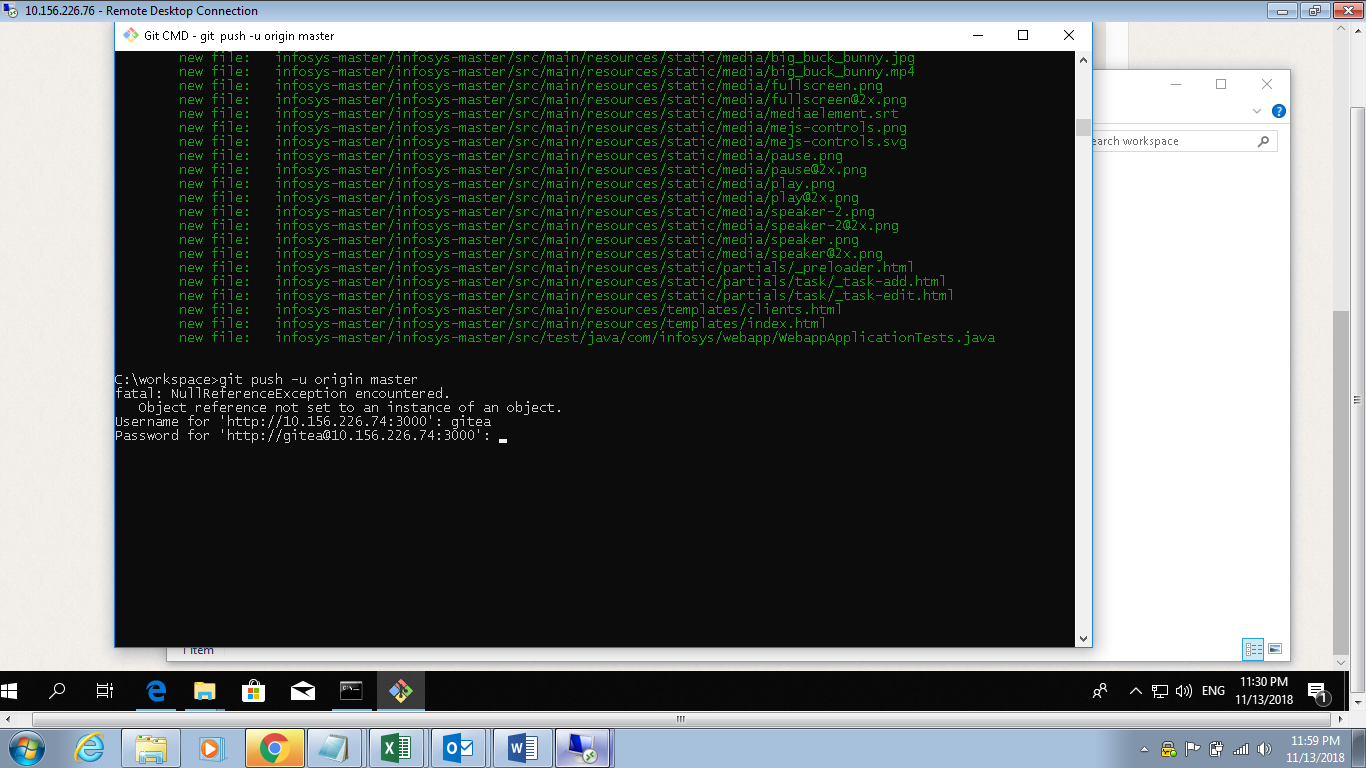 10.156.226.76 - Remote Desktop Connection
Git CMD - git  push -u origin master
new file:   infosys-master/infosys-master/src/main/resources/static/media/big_buck_bunny.jpg
new file:   infosys-master/infosys-master/src/main/resources/static/media/big_buck_bunny.mp4
new file:   infosys-master/infosys-master/src/main/resources/static/media/fullscreen.png
new file:   infosys-master/infosys-master/src/main/resources/static/media/fullscreen@2x.png
new file:   infosys-master/infosys-master/src/main/resources/static/media/mediaelement.srt
new file:   infosys-master/infosys-master/src/main/resources/static/media/mejs-controls.png
new file:   infosys-master/infosys-master/src/main/resources/static/media/mejs-controls.svg
new file:   infosys-master/infosys-master/src/main/resources/static/media/pause.png
new file:   infosys-master/infosys-master/src/main/resources/static/media/pause@2x.png
new file:   infosys-master/infosys-master/src/main/resources/static/media/play.png
new file:   infosys-master/infosys-master/src/main/resources/static/media/play@2x.png
new file:   infosys-master/infosys-master/src/main/resources/static/media/speaker-2.png
new file:   infosys-master/infosys-master/src/main/resources/static/media/speaker-2@2x.png
new file:   infosys-master/infosys-master/src/main/resources/static/media/speaker.png
new file:   infosys-master/infosys-master/src/main/resources/static/media/speaker@2x.png
new file:   infosys-master/infosys-master/src/main/resources/static/partials/_preloader.html
new file:   infosys-master/infosys-master/src/main/resources/static/partials/task/_task-add.html
new file:   infosys-master/infosys-master/src/main/resources/static/partials/task/_task-edit.html
new file:   infosys-master/infosys-master/src/main/resources/templates/clients.html
new file:   infosys-master/infosys-master/src/main/resources/templates/index.html
new file:   infosys-master/infosys-master/src/test/java/com/infosys/webapp/WebappApplicationTests.java
C:\workspace>git push -u origin master
fatal: NullReferenceException encountered.
Object reference not set to an instance of an object.
Username for 'http://10.156.226.74:3000': gitea
Password for 'http://gitea@10.156.226.74:3000':
earch workspace
1 item
ENG
11:30 PM
11/13/2018
1
11:59 PM
11/13/2018